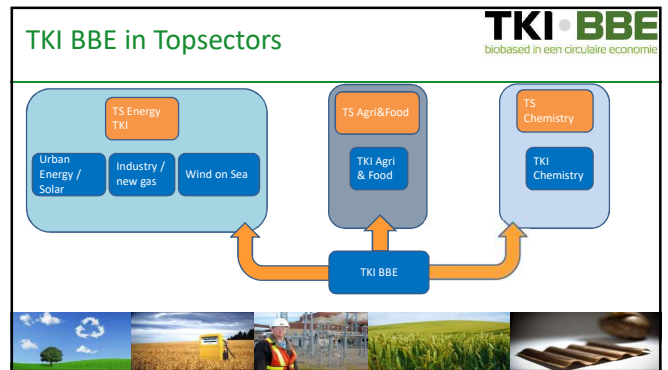 TKI BBE in Topsectors
TKI BBE
biobased in een circulaire economie
TS Energy
TKI
Urban
Energy /
Solar
Industry /
new gas
Wind on Sea
TS Agri&Food
TKI Agri
& Food
TS
Chemistry
TKI
Chemistry
TKI BBE